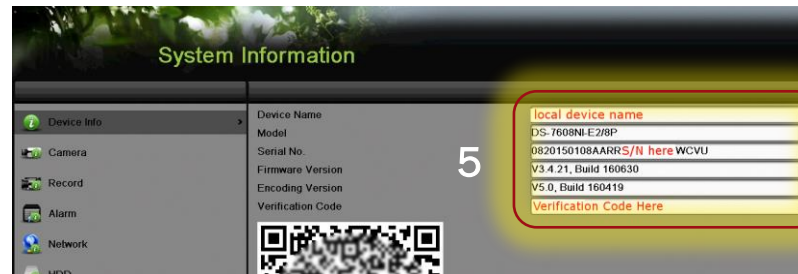 System Information
Device Info
Camera
Record
Alarm
Network
HDD
Device Name local device name
Model DS-7608NI-E2/8P
Serial No. 0820150108AARRS/N here WCVU
Firmware Version V3.4.21, Build 160630
Encoding Version V5.0, Build 160419
Verification Code Verification Code Here
5